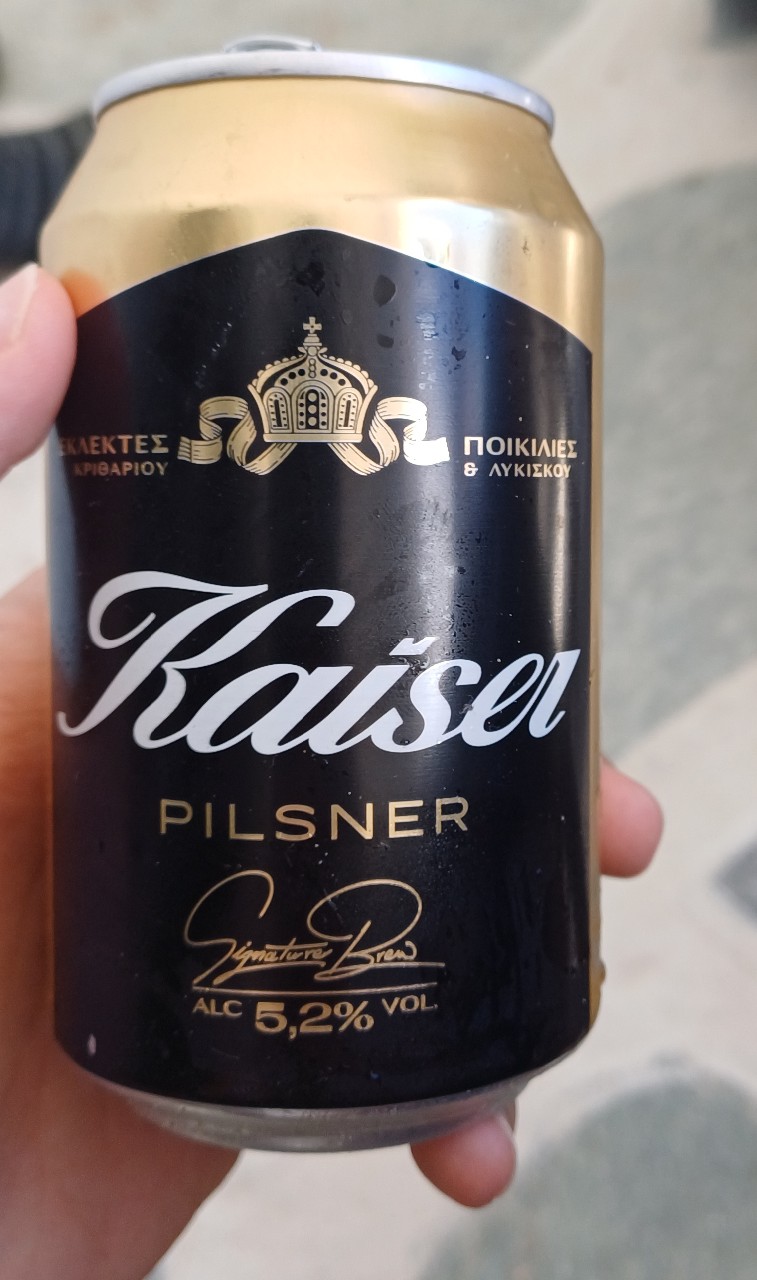 ΕΚΛΕΚΤΕΣ ΠΟΙΚΙΛΙΕΣ
ΚΡΙΘΑΡΙΟΥ & ΛΥΚΙΣΚΟΥ
Kaiser
PILSNER
Signature Brew
ALC 5,2% VOL.